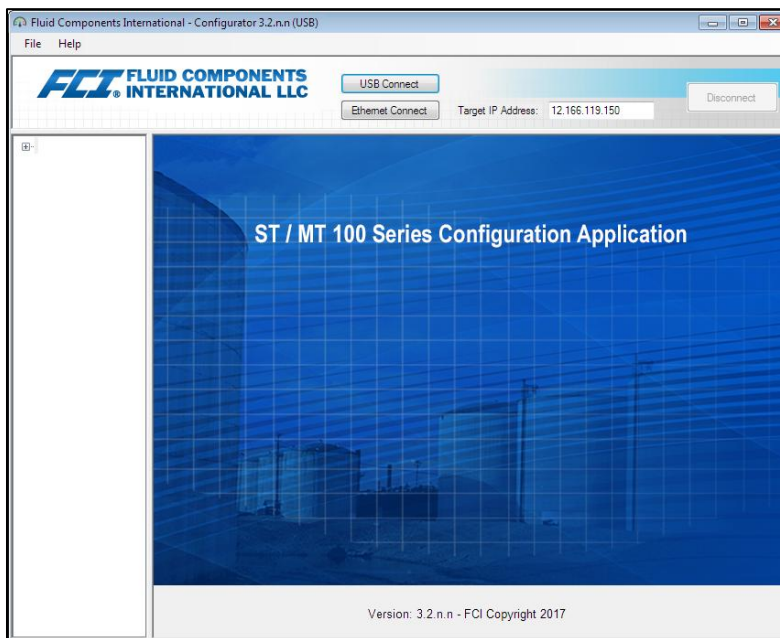 Fluid Components International - Configurator 3.2.n.n (USB)
File Help
FCI® FLUID COMPONENTS
INTERNATIONAL LLC
USB Connect
Disconnect
Ethernet Connect Target IP Address: 12.166.119.150
ST / MT 100 Series Configuration Application
Version: 3.2.n.n - FCI Copyright 2017